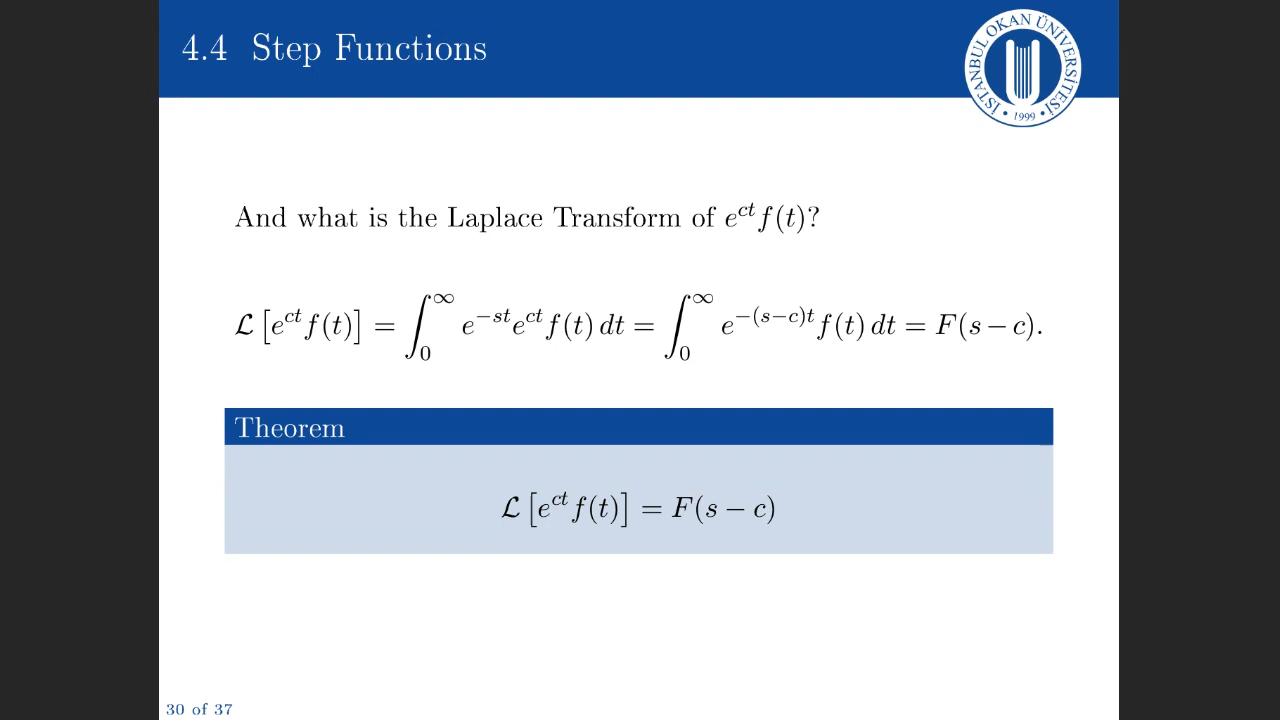 4.4 Step Functions
İSTANBUL OKAN ÜNİVERSİTESİ
• 1999 •
And what is the Laplace Transform of e^{ct}f(t)?
ℒ[e^{ct}f(t)] = ∫_0^∞ e^{−st}e^{ct}f(t) dt = ∫_0^∞ e^{−(s−c)t}f(t) dt = F(s − c).
Theorem
ℒ[e^{ct}f(t)] = F(s − c)
30 of 37